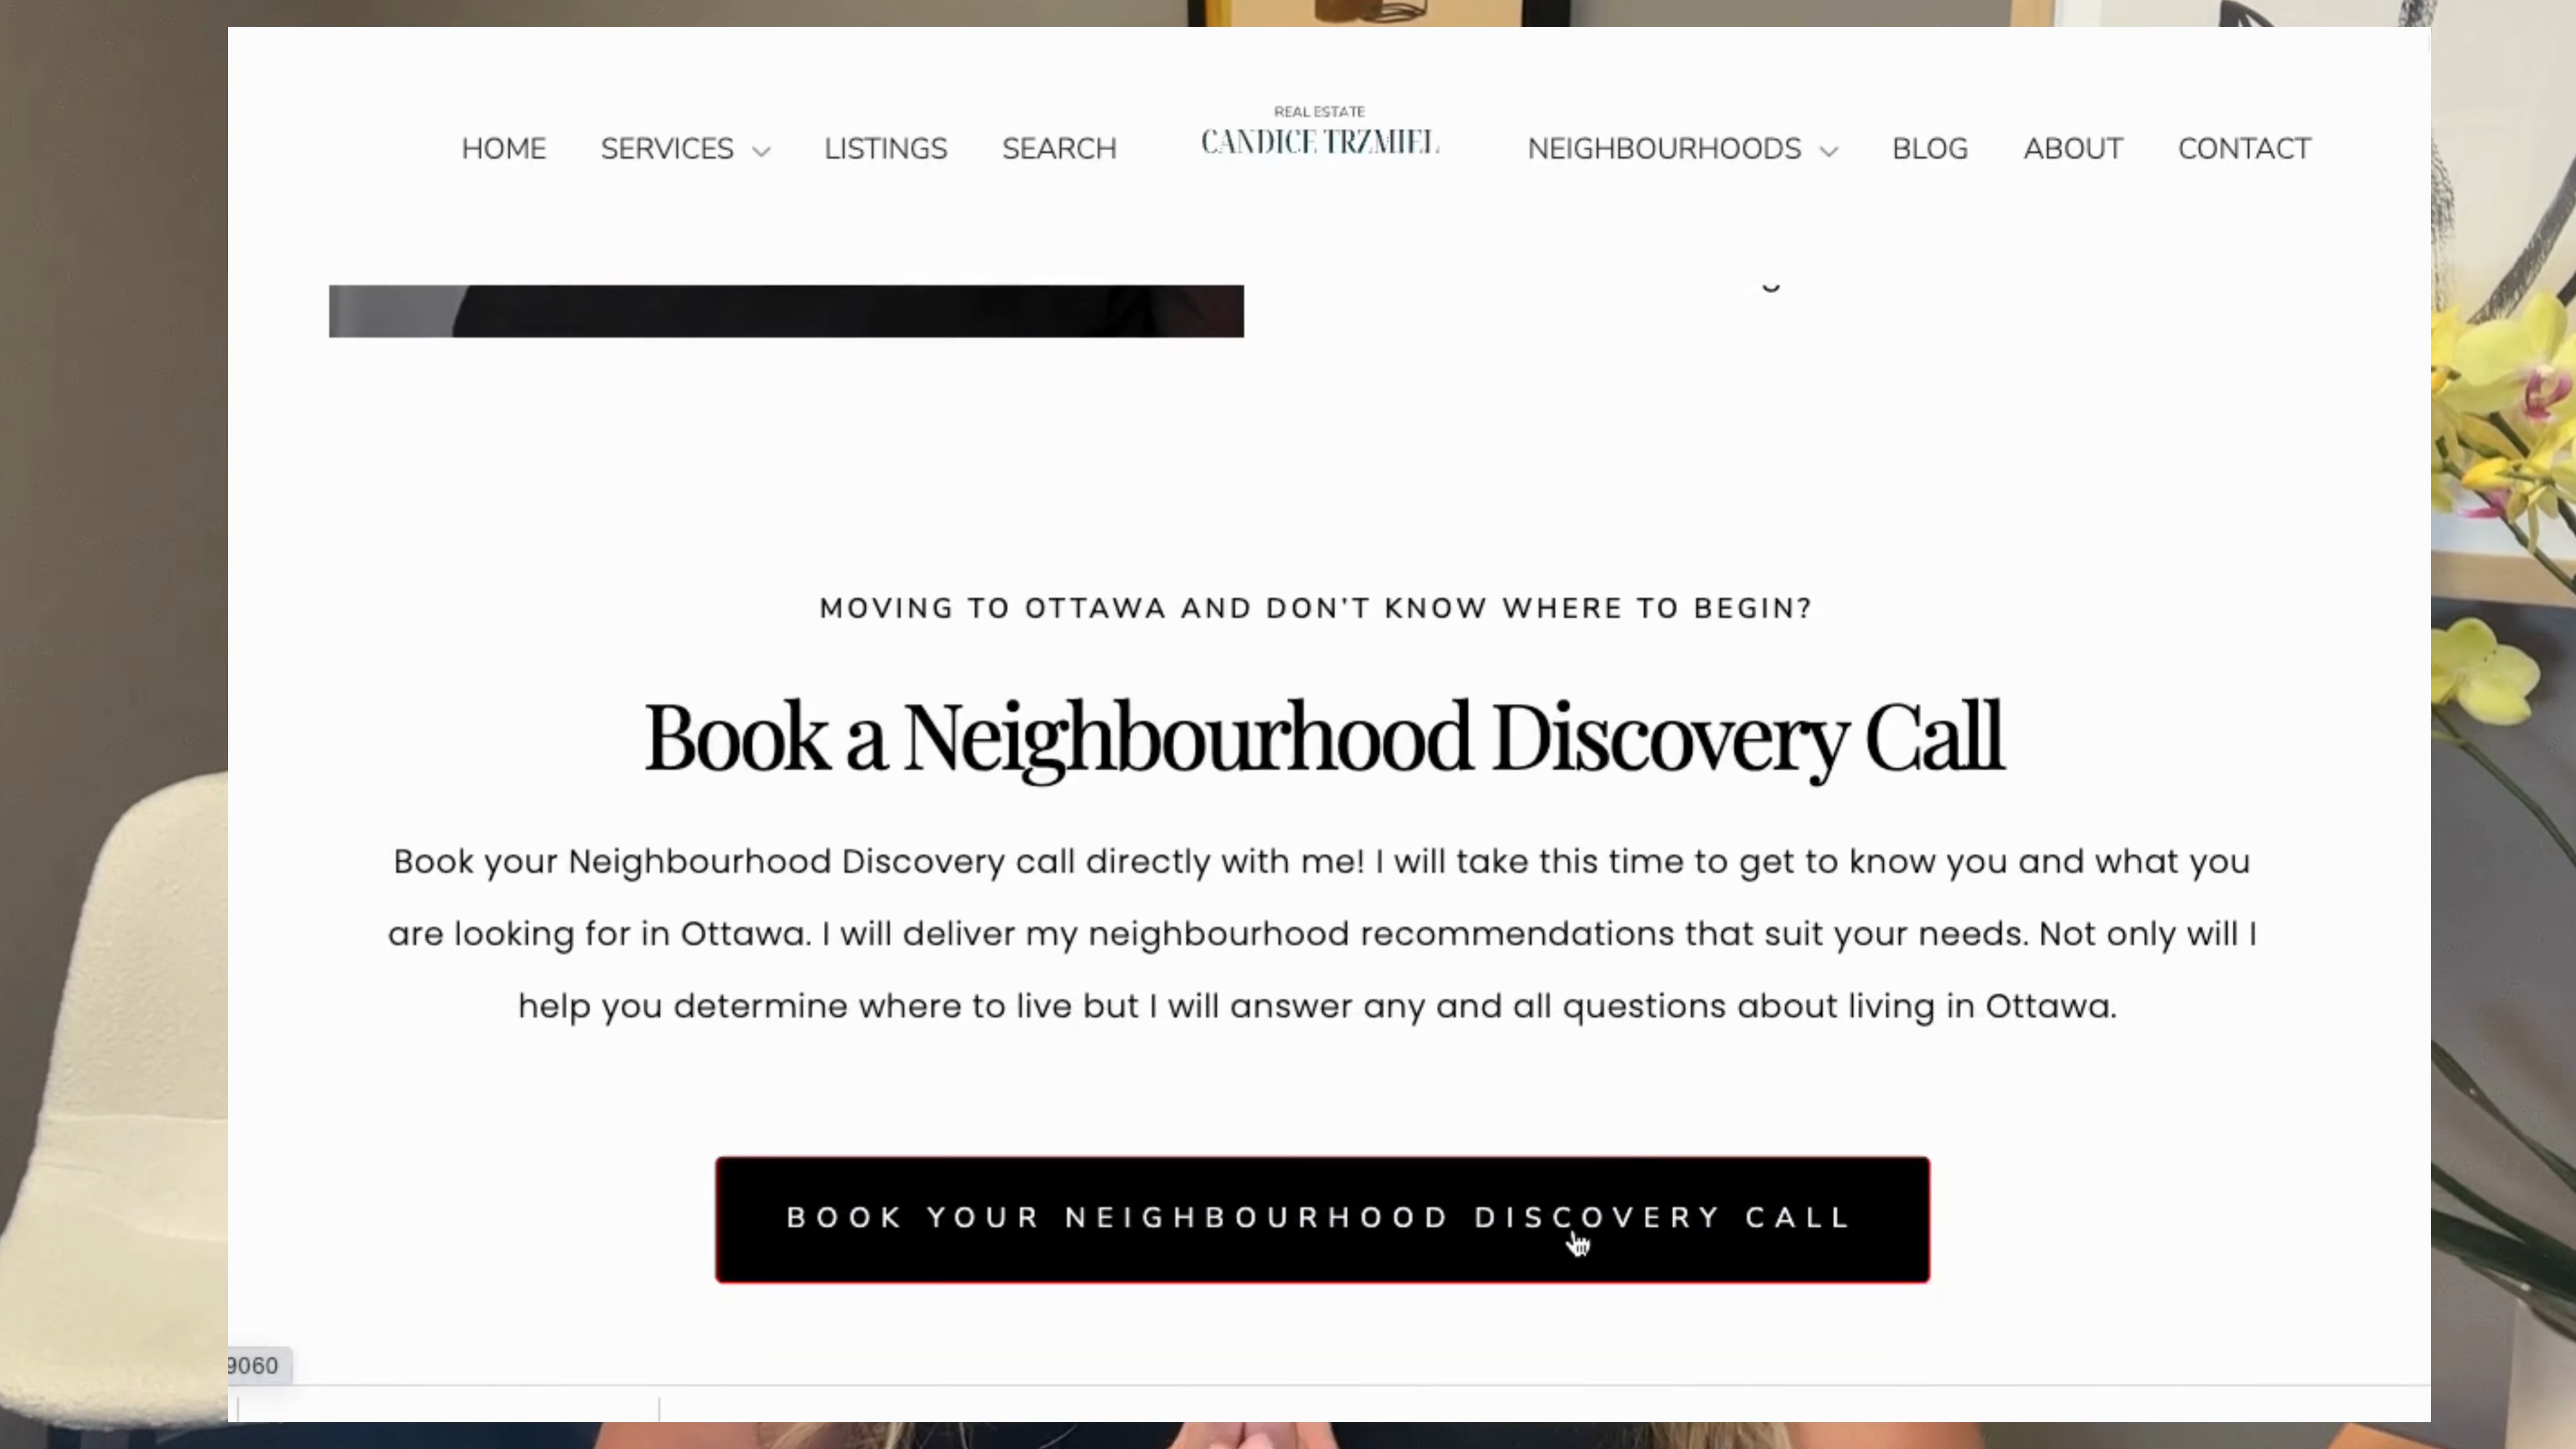 HOME SERVICES LISTINGS SEARCH
REAL ESTATE
CANDICE TRZMIEL
NEIGHBOURHOODS BLOG ABOUT CONTACT
MOVING TO OTTAWA AND DON'T KNOW WHERE TO BEGIN?
Book a Neighbourhood Discovery Call
Book your Neighbourhood Discovery call directly with me! I will take this time to get to know you and what you
are looking for in Ottawa. I will deliver my neighbourhood recommendations that suit your needs. Not only will I
help you determine where to live but I will answer any and all questions about living in Ottawa.
BOOK YOUR NEIGHBOURHOOD DISCOVERY CALL
9060